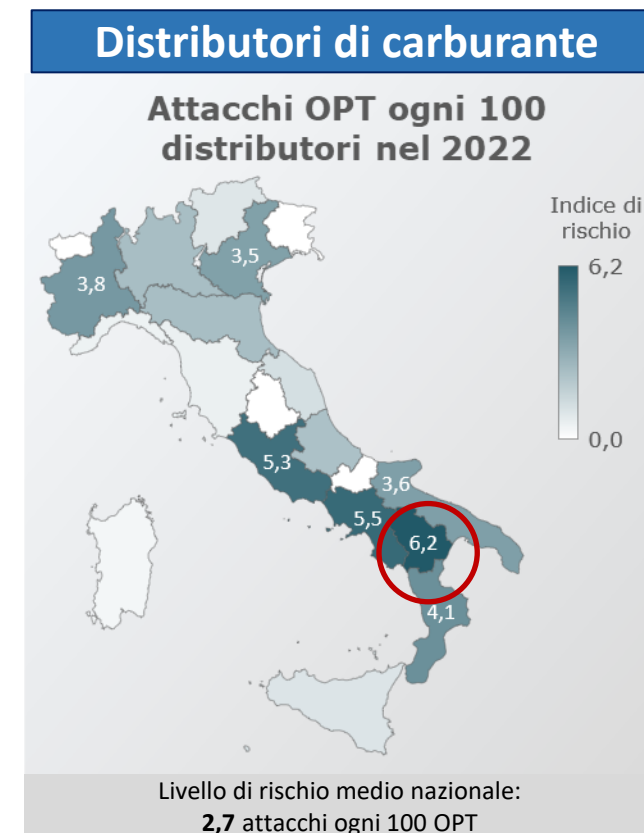 Distributori di carburante
Attacchi OPT ogni 100
distributori nel 2022
Indice di
rischio
6,2
0,0
3,5
3,8
5,3
3,6
5,5
6,2
4,1
Livello di rischio medio nazionale:
2,7 attacchi ogni 100 OPT